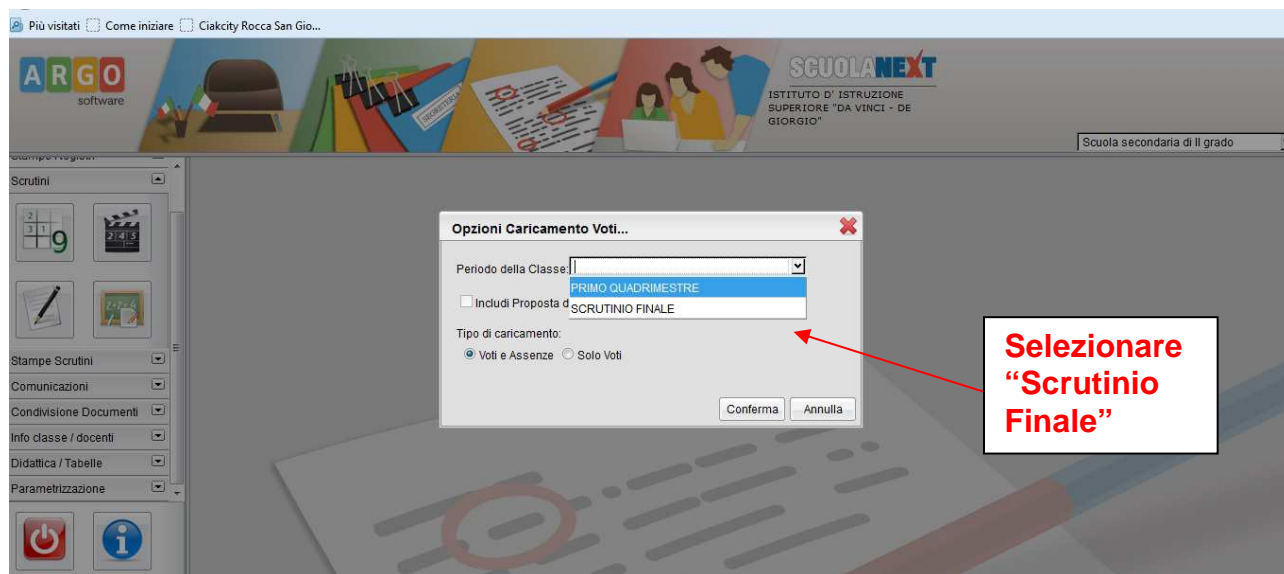 Più visitati Come iniziare Ciakcity Rocca San Gio...
ARGO
software
SEGRETERIA
SCUOLANEXT
ISTITUTO D' ISTRUZIONE
SUPERIORE "DA VINCI - DE
GIORGIO"
Scuola secondaria di II grado
Stampe Registri
Scrutini
Stampe Scrutini
Comunicazioni
Condivisione Documenti
Info classe / docenti
Didattica / Tabelle
Parametrizzazione
Opzioni Caricamento Voti...
Periodo della Classe:
PRIMO QUADRIMESTRE
SCRUTINIO FINALE
Includi Proposta d
Tipo di caricamento:
Voti e Assenze Solo Voti
Conferma Annulla
Selezionare
“Scrutinio
Finale”